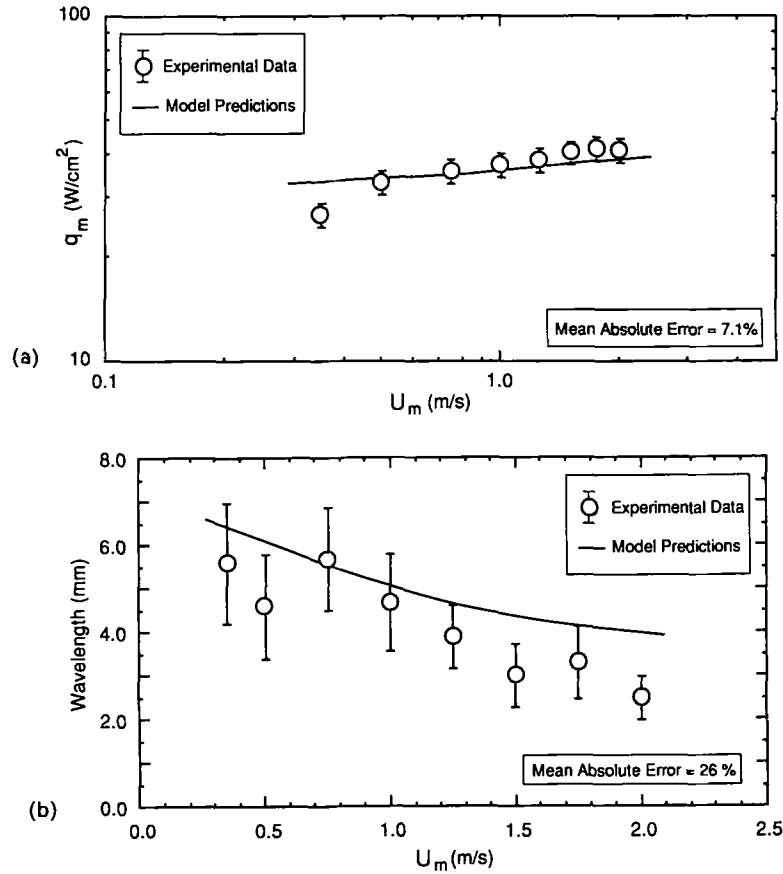 100
Experimental Data
Model Predictions
q_m (W/cm²)
Mean Absolute Error = 7.1%
(a)
10
0.1
1.0
U_m (m/s)
8.0
Experimental Data
Model Predictions
6.0
Wavelength (mm)
4.0
2.0
Mean Absolute Error = 26 %
(b)
0.0
0.0
0.5
1.0
1.5
2.0
2.5
U_m (m/s)